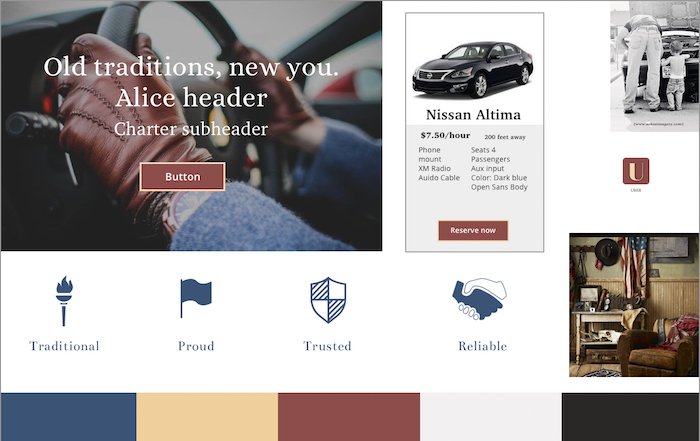 Old traditions, new you.
Alice header
Charter subheader
Button
Nissan Altima
$7.50/hour 200 feet away
Phone
mount
XM Radio
Auido Cable
Seats 4
Passengers
Aux input
Color: Dark blue
Open Sans Body
Reserve now
U
Traditional
Proud
Trusted
Reliable